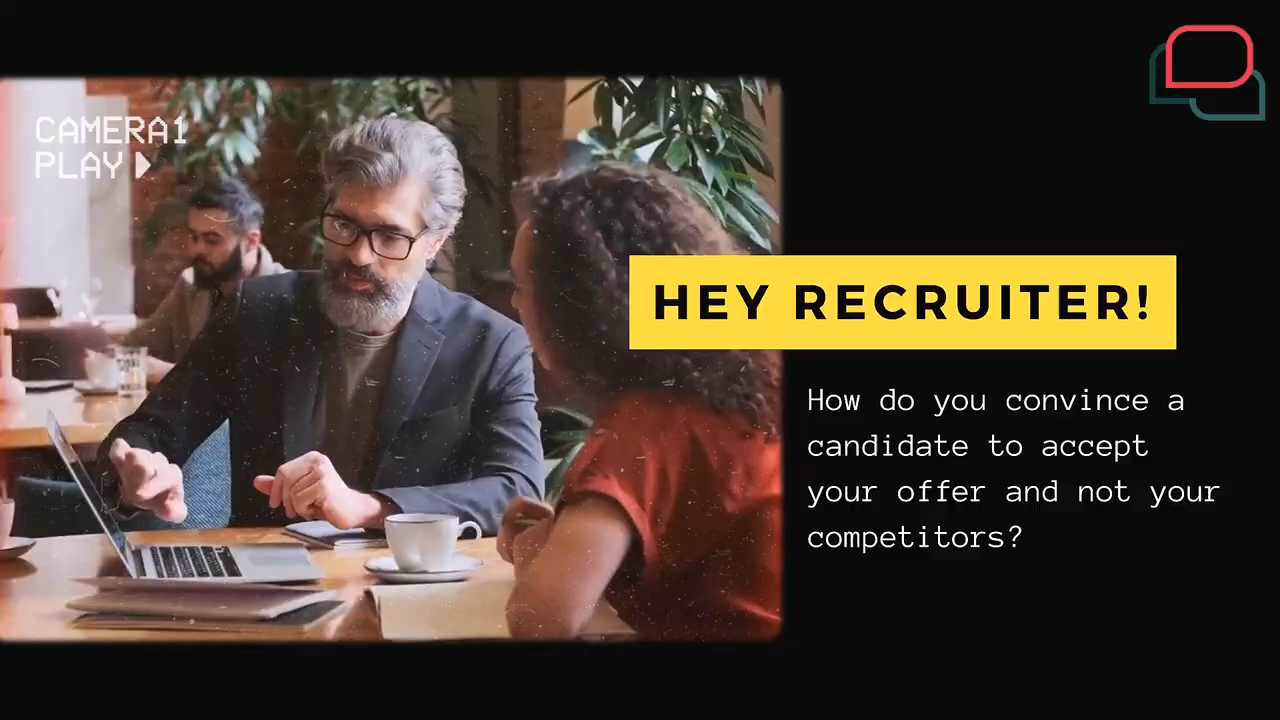 CAMERA1
PLAY
HEY RECRUITER!
How do you convince a
candidate to accept
your offer and not your
competitors?